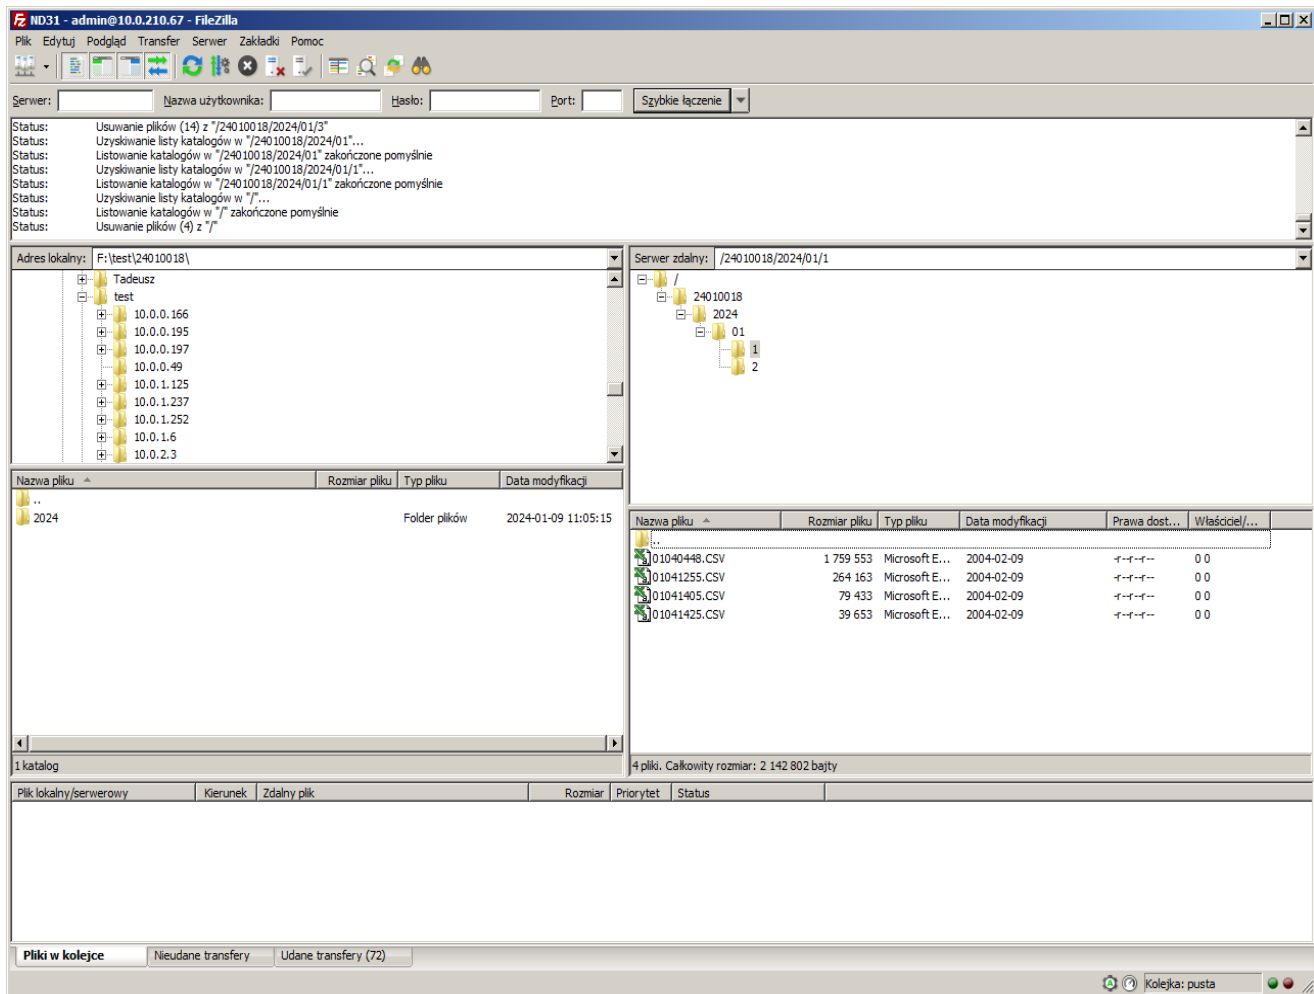 ND31 - admin@10.0.210.67 - FileZilla
Plik Edytuj Podgląd Transfer Serwer Zakładki Pomoc
Serwer: Nazwa użytkownika: Hasło: Port: Szybkie łączenie
Status: Usuwanie plików (14) z "/24010018/2024/01/3"
Status: Uzyskiwanie listy katalogów w "/24010018/2024/01"...
Status: Listowanie katalogów w "/24010018/2024/01" zakończone pomyślnie
Status: Uzyskiwanie listy katalogów w "/24010018/2024/01/1"...
Status: Listowanie katalogów w "/24010018/2024/01/1" zakończone pomyślnie
Status: Uzyskiwanie listy katalogów w "/"...
Status: Listowanie katalogów w "/" zakończone pomyślnie
Status: Usuwanie plików (4) z "/"
Adres lokalny: F:\test\24010018\
Tadeusz
test
10.0.0.166
10.0.0.195
10.0.0.197
10.0.0.49
10.0.1.125
10.0.1.237
10.0.1.252
10.0.1.6
10.0.2.3
Nazwa pliku Rozmiar pliku Typ pliku Data modyfikacji
..
2024 Folder plików 2024-01-09 11:05:15
1 katalog
Serwer zdalny: /24010018/2024/01/1
/
24010018
2024
01
1
2
Nazwa pliku Rozmiar pliku Typ pliku Data modyfikacji Prawa dost... Właściciel/...
..
01040448.CSV 1 759 553 Microsoft E... 2004-02-09 -r--r--r-- 0 0
01041255.CSV 264 163 Microsoft E... 2004-02-09 -r--r--r-- 0 0
01041405.CSV 79 433 Microsoft E... 2004-02-09 -r--r--r-- 0 0
01041425.CSV 39 653 Microsoft E... 2004-02-09 -r--r--r-- 0 0
4 pliki. Całkowity rozmiar: 2 142 802 bajty
Plik lokalny/serwerowy Kierunek Zdalny plik Rozmiar Priorytet Status
Pliki w kolejce Nieudane transfery Udane transfery (72)
Kolejka: pusta